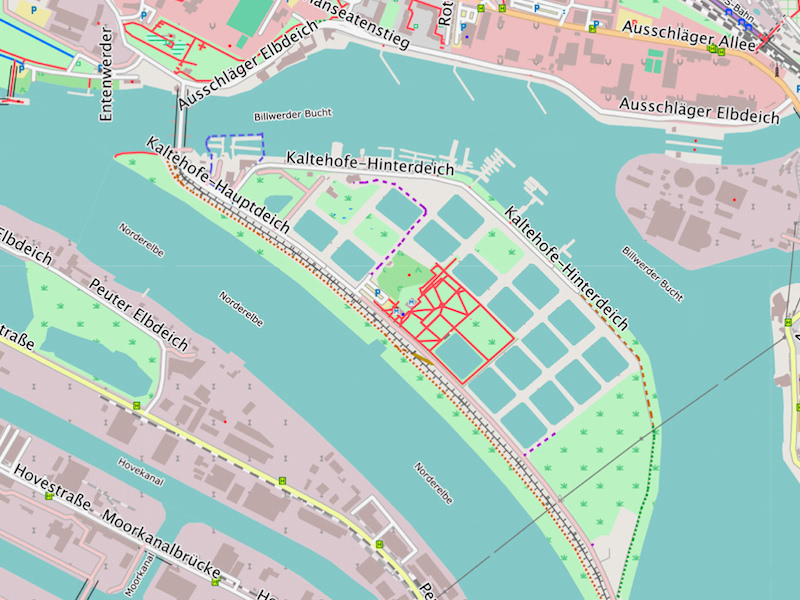 Hanseatenstieg
Ausschläger Allee
Entenwerder
Ausschläger Elbdeich
Ausschläger Elbdeich
Billwerder Bucht
Kaltehofe-Hauptdeich
Kaltehofe-Hinterdeich
Kaltehofe-Hinterdeich
Billwerder Bucht
Norderelbe
Norderelbe
Elbdeich
Peuter Elbdeich
straße
Norderelbe
Hovekanal
Hovestraße
Moorkanalbrücke
Moorkanal
P
P
P
P
P
P
H
H
H
H
H
M